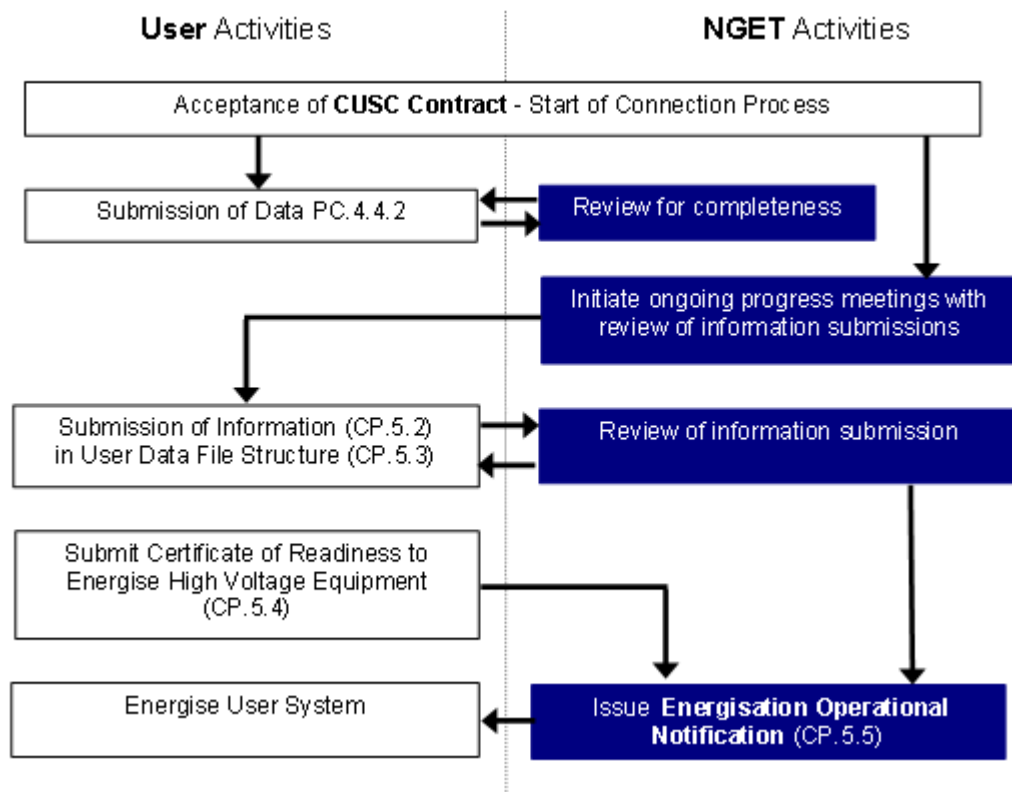 User Activities
NGET Activities
Acceptance of CUSC Contract - Start of Connection Process
Submission of Data PC.4.4.2
Review for completeness
Initiate ongoing progress meetings with
review of information submissions
Submission of Information (CP.5.2)
in User Data File Structure (CP.5.3)
Review of information submission
Submit Certificate of Readiness to
Energise High Voltage Equipment
(CP.5.4)
Energise User System
Issue Energisation Operational
Notification (CP.5.5)